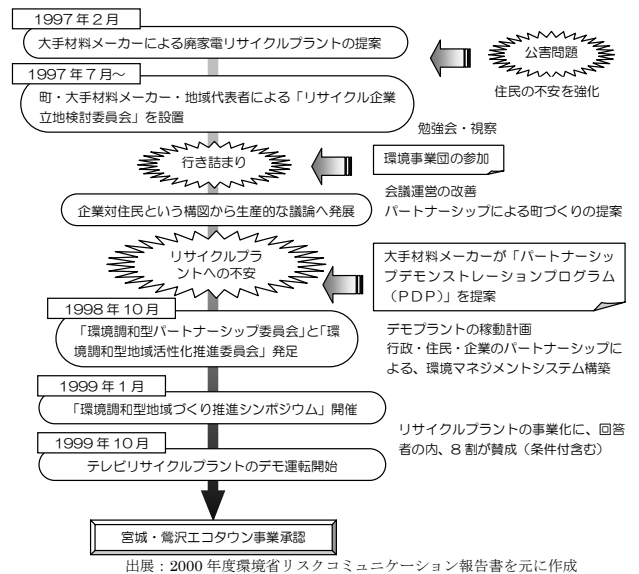 1997年2月
大手材料メーカーによる廃家電リサイクルプラントの提案
公害問題
住民の不安を強化
1997年7月～
町・大手材料メーカー・地域代表者による「リサイクル企業
立地検討委員会」を設置
勉強会・視察
行き詰まり
環境事業団の参加
会議運営の改善
パートナーシップによる町づくりの提案
企業対住民という構図から生産的な議論へ発展
リサイクルプラ
ントへの不安
大手材料メーカーが「パートナーシッ
プデモンストレーションプログラム
（PDP）」を提案
1998年10月
「環境調和型パートナーシップ委員会」と「環
境調和型地域活性化推進委員会」発足
デモプラントの稼動計画
行政・住民・企業のパートナーシップに
よる、環境マネジメントシステム構築
1999年1月
「環境調和型地域づくり推進シンポジウム」開催
リサイクルプラントの事業化に、回答
者の内、8割が賛成（条件付含む）
1999年10月
テレビリサイクルプラントのデモ運転開始
宮城・鶯沢エコタウン事業承認
出展：2000年度環境省リスクコミュニケーション報告書を元に作成